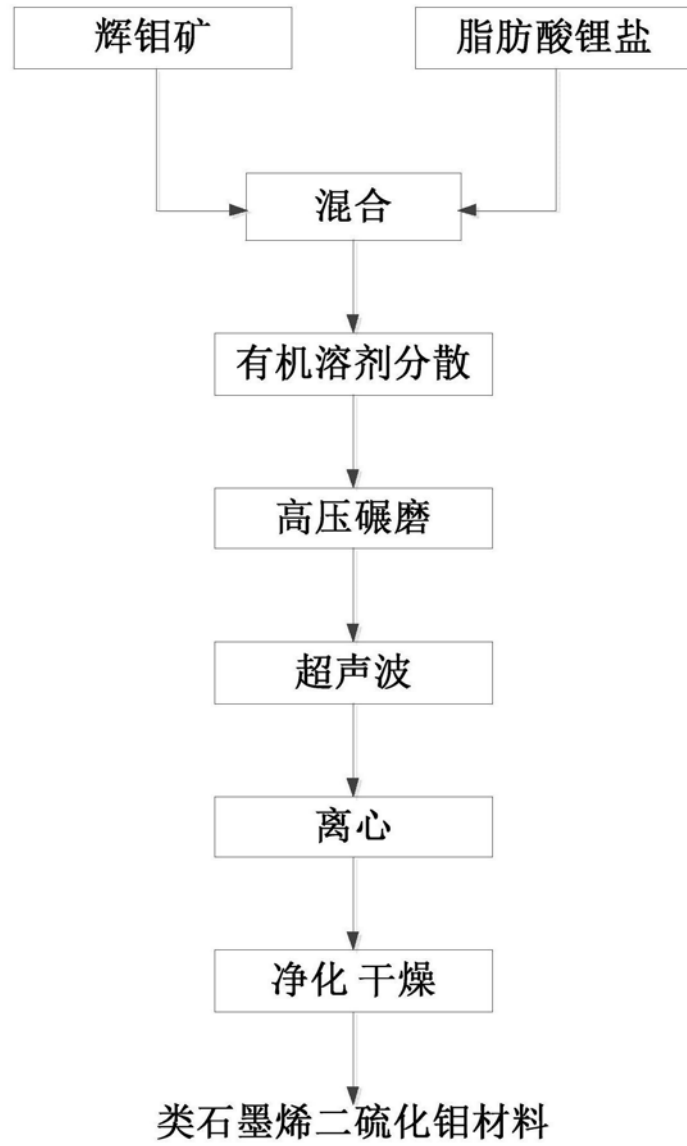 辉钼矿
脂肪酸锂盐
混合
有机溶剂分散
高压碾磨
超声波
离心
净化 干燥
类石墨烯二硫化钼材料